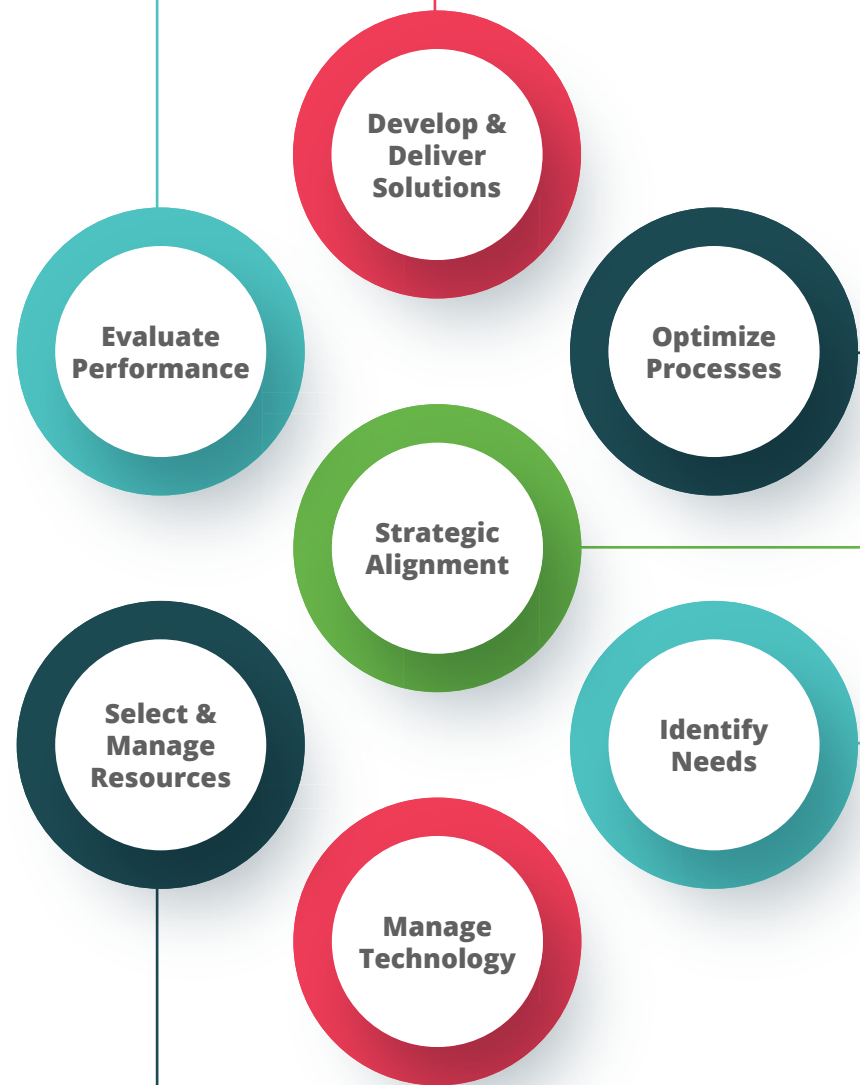 Develop &
Deliver
Solutions
Evaluate
Performance
Optimize
Processes
Strategic
Alignment
Select &
Manage
Resources
Identify
Needs
Manage
Technology